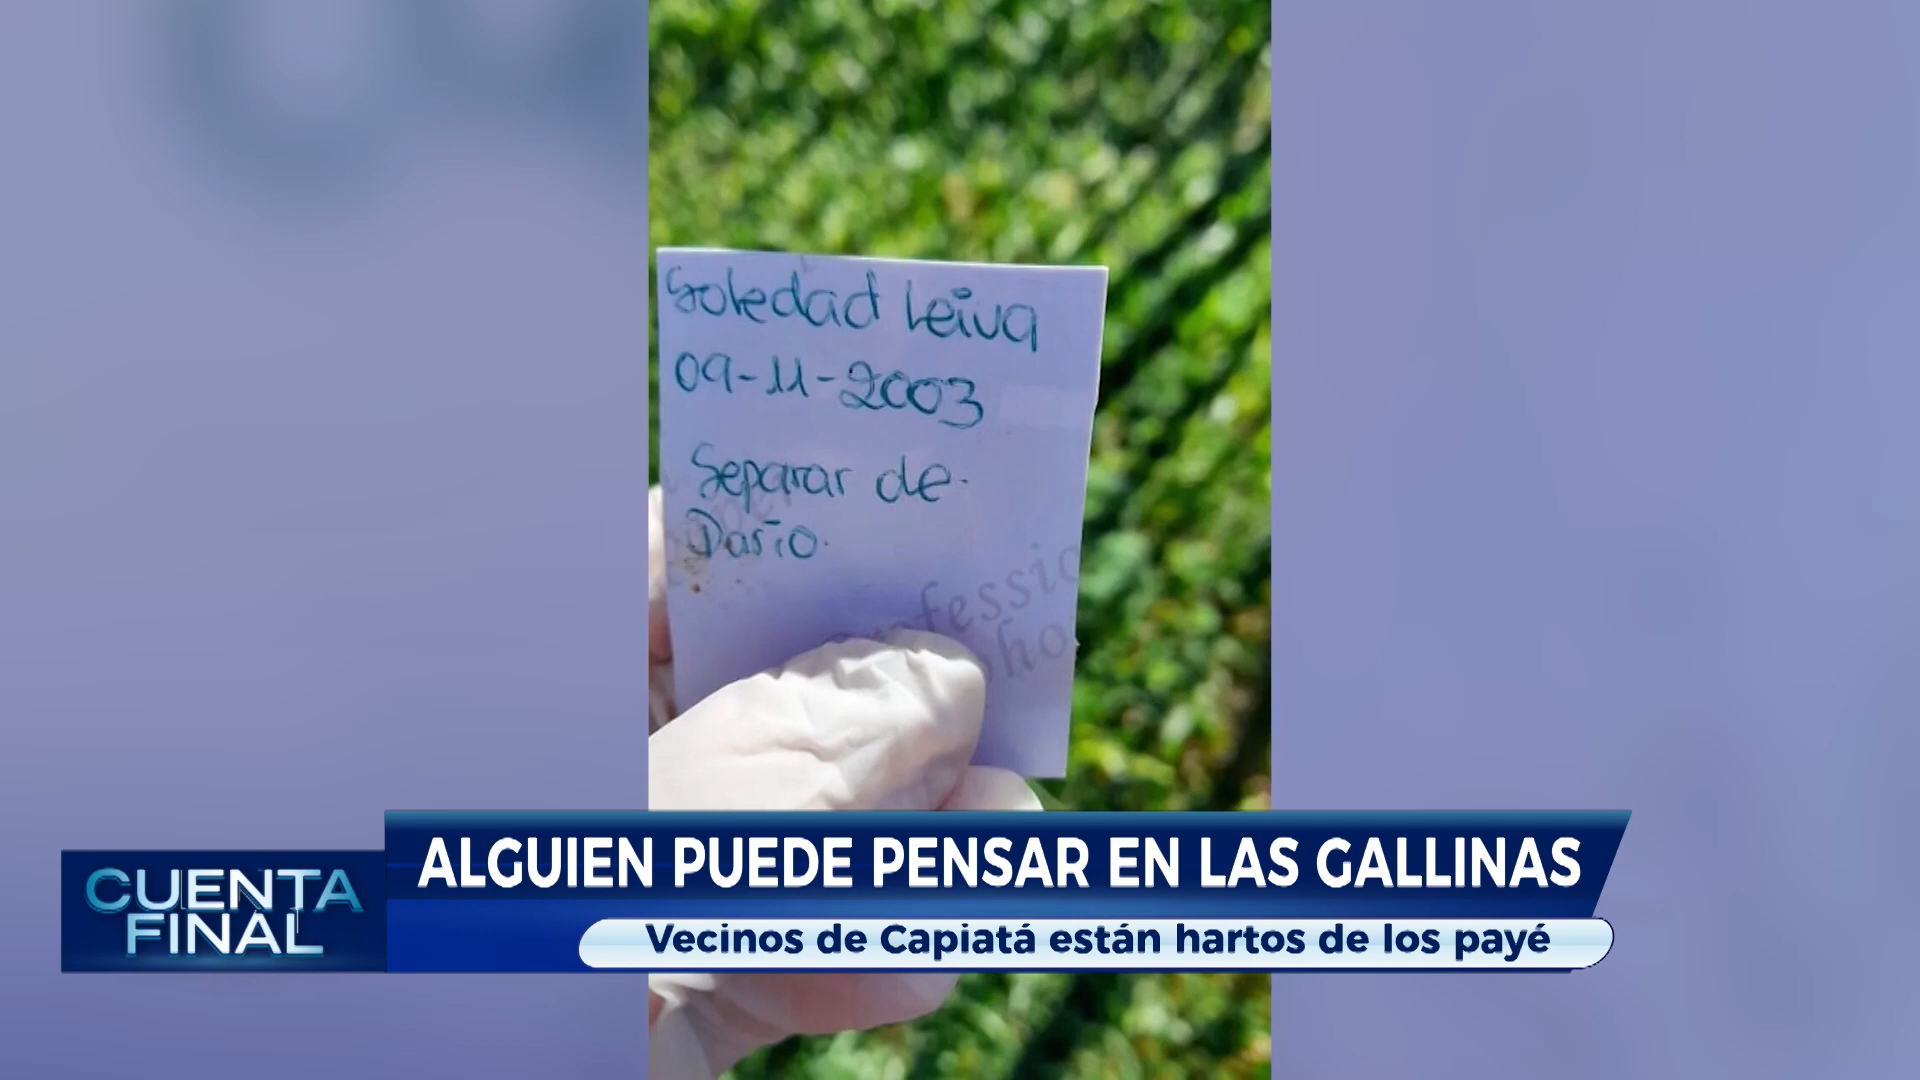 Soledad Leiva
09-11-2003
Separar de
Dario.
CUENTA
FINAL
ALGUIEN PUEDE PENSAR EN LAS GALLINAS
Vecinos de Capiatá están hartos de los payé